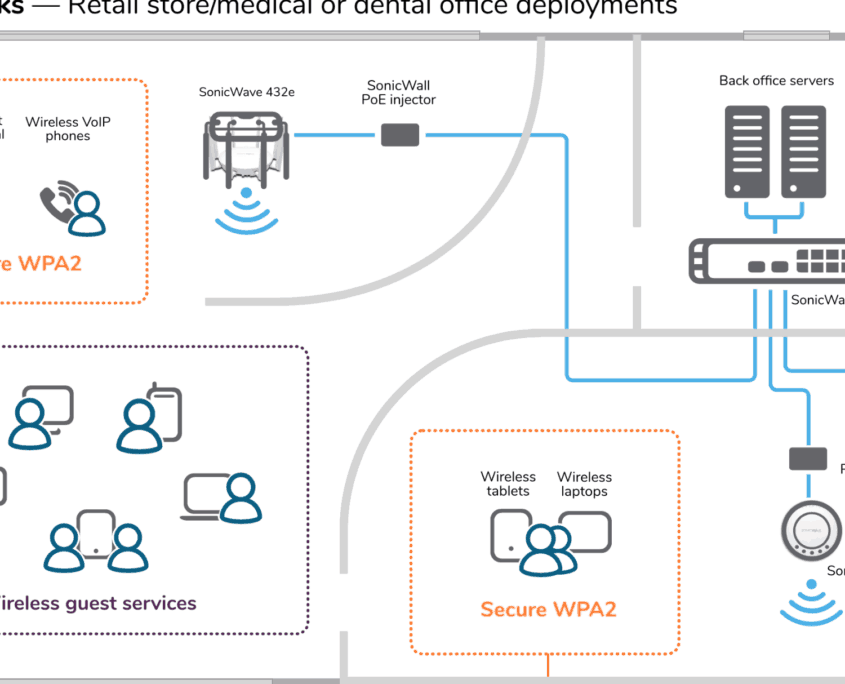 ks — Retail store/medical or dental office deployments
SonicWave 432e
SonicWall
PoE injector
Back office servers
t
al
Wireless VoIP
phones
re WPA2
SonicWa
Wireless
tablets
Wireless
laptops
P
Son
ireless guest services
Secure WPA2